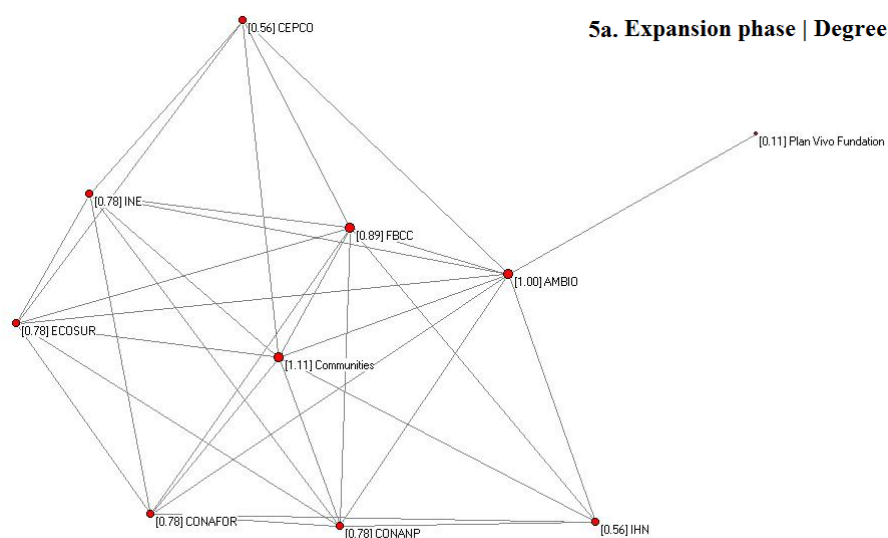 5a. Expansion phase | Degree
[0.56] CEPCO
[0.11] Plan Vivo Fundation
[0.78] INE
[0.89] FBCC
[1.00] AMBIO
[0.78] ECOSUR
[1.11] Communities
[0.78] CONAFOR
[0.78] CONANP
[0.56] IHN